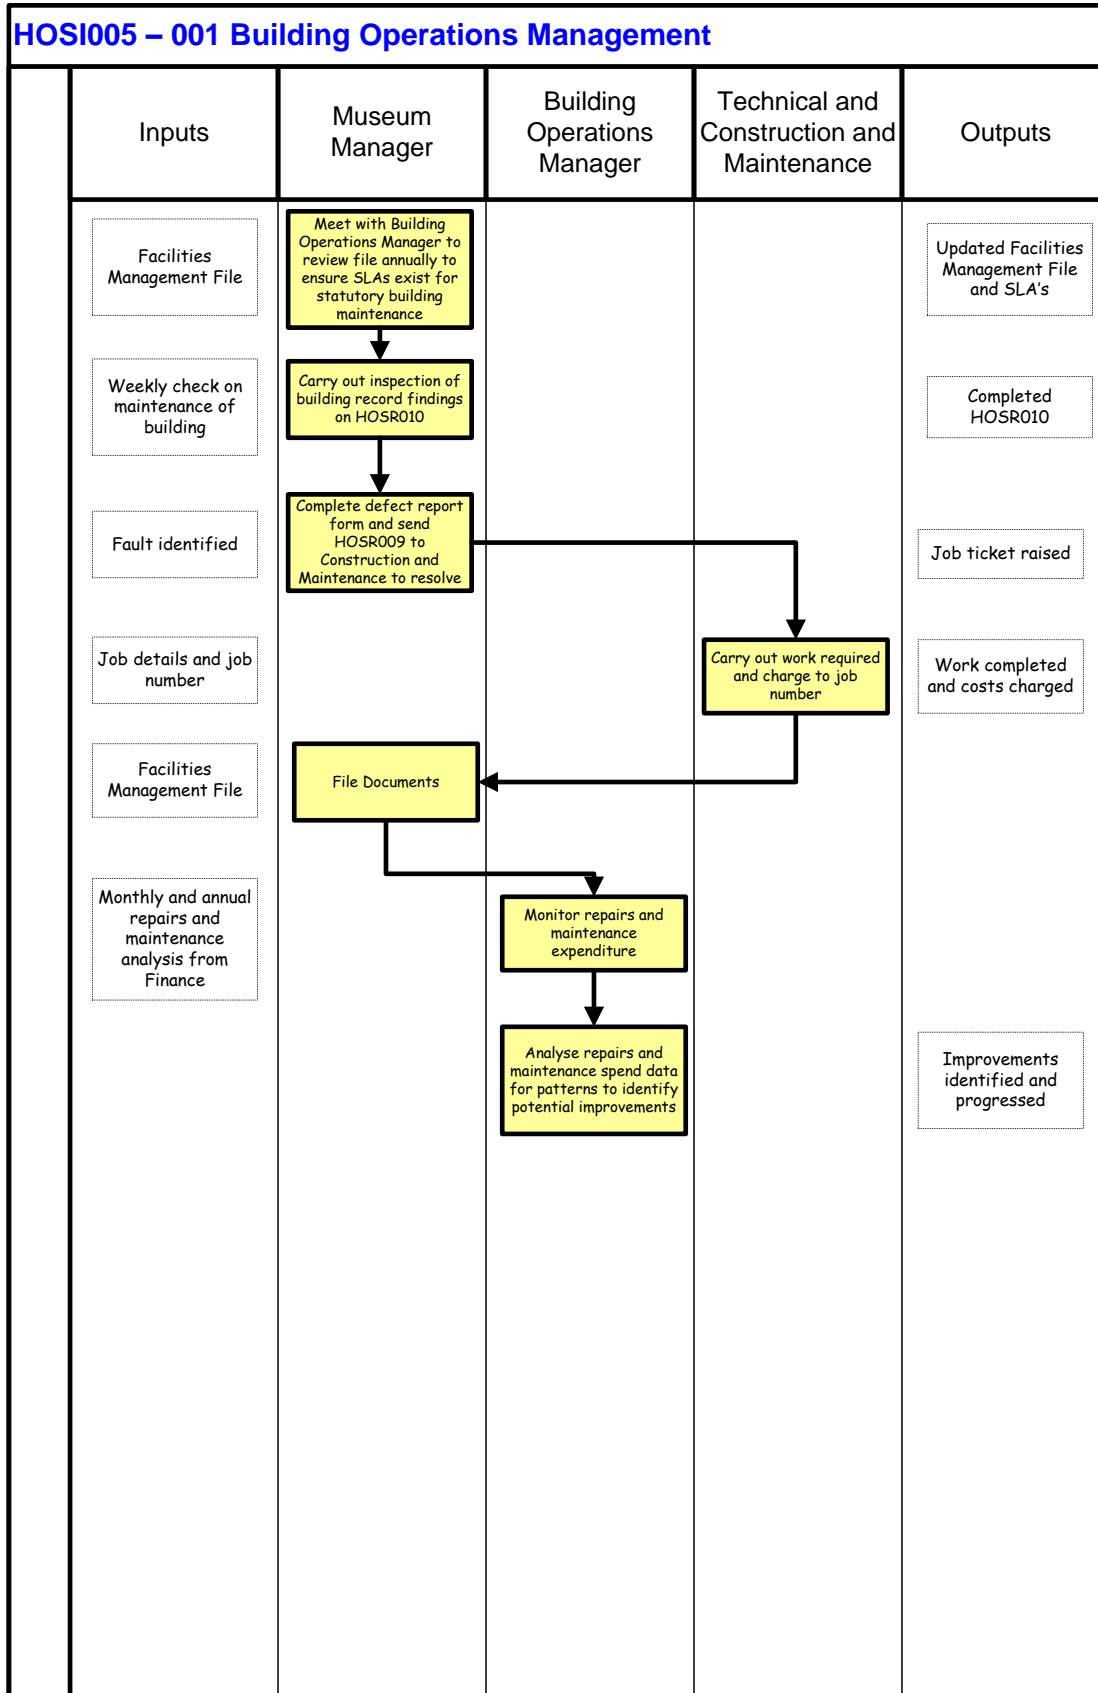 HOSI005 – 001 Building Operations Management
Inputs
Museum
Manager
Building
Operations
Manager
Technical and
Construction and
Maintenance
Outputs
Facilities
Management File
Meet with Building
Operations Manager to
review file annually to
ensure SLAs exist for
statutory building
maintenance
Updated Facilities
Management File
and SLA's
Weekly check on
maintenance of
building
Carry out inspection of
building record findings
on HOSR010
Completed
HOSR010
Fault identified
Complete defect report
form and send
HOSR009 to
Construction and
Maintenance to resolve
Job ticket raised
Job details and job
number
Carry out work required
and charge to job
number
Work completed
and costs charged
Facilities
Management File
File Documents
Monthly and annual
repairs and
maintenance
analysis from
Finance
Monitor repairs and
maintenance
expenditure
Analyse repairs and
maintenance spend data
for patterns to identify
potential improvements
Improvements
identified and
progressed